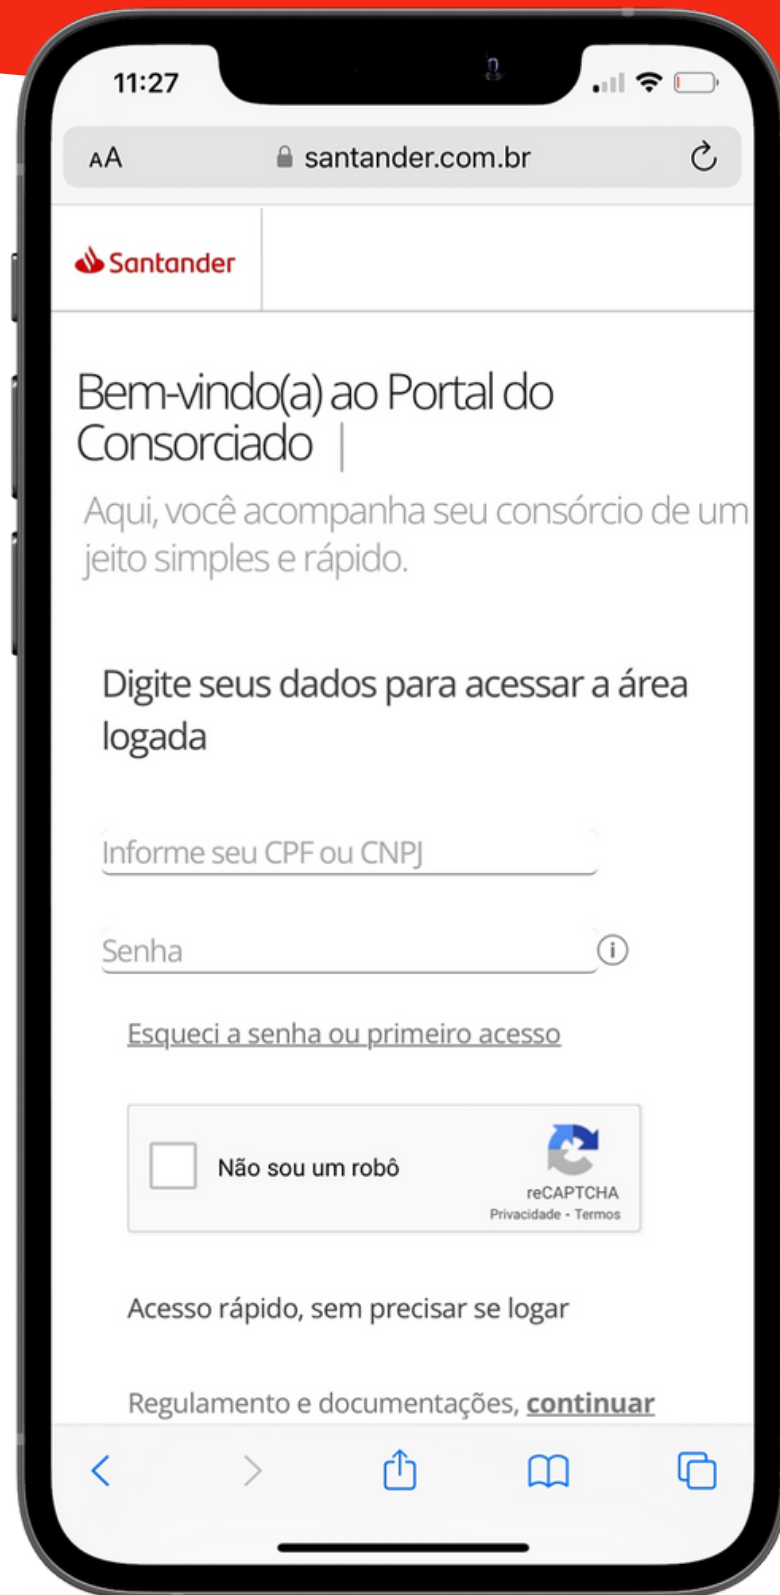 11:27
AA santander.com.br
Santander
Bem-vindo(a) ao Portal do
Consorciado |
Aqui, você acompanha seu consórcio de um
jeito simples e rápido.
Digite seus dados para acessar a área
logada
Informe seu CPF ou CNPJ
Senha
Esqueci a senha ou primeiro acesso
Não sou um robô
reCAPTCHA
Privacidade - Termos
Acesso rápido, sem precisar se logar
Regulamento e documentações, continuar